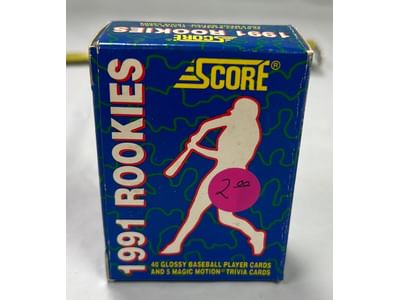 1991 ROOKIES
SCORE
SCORE®
1991 ROOKIES
2.00
40 GLOSSY BASEBALL PLAYER CARDS
AND 5 MAGIC MOTION® TRIVIA CARDS